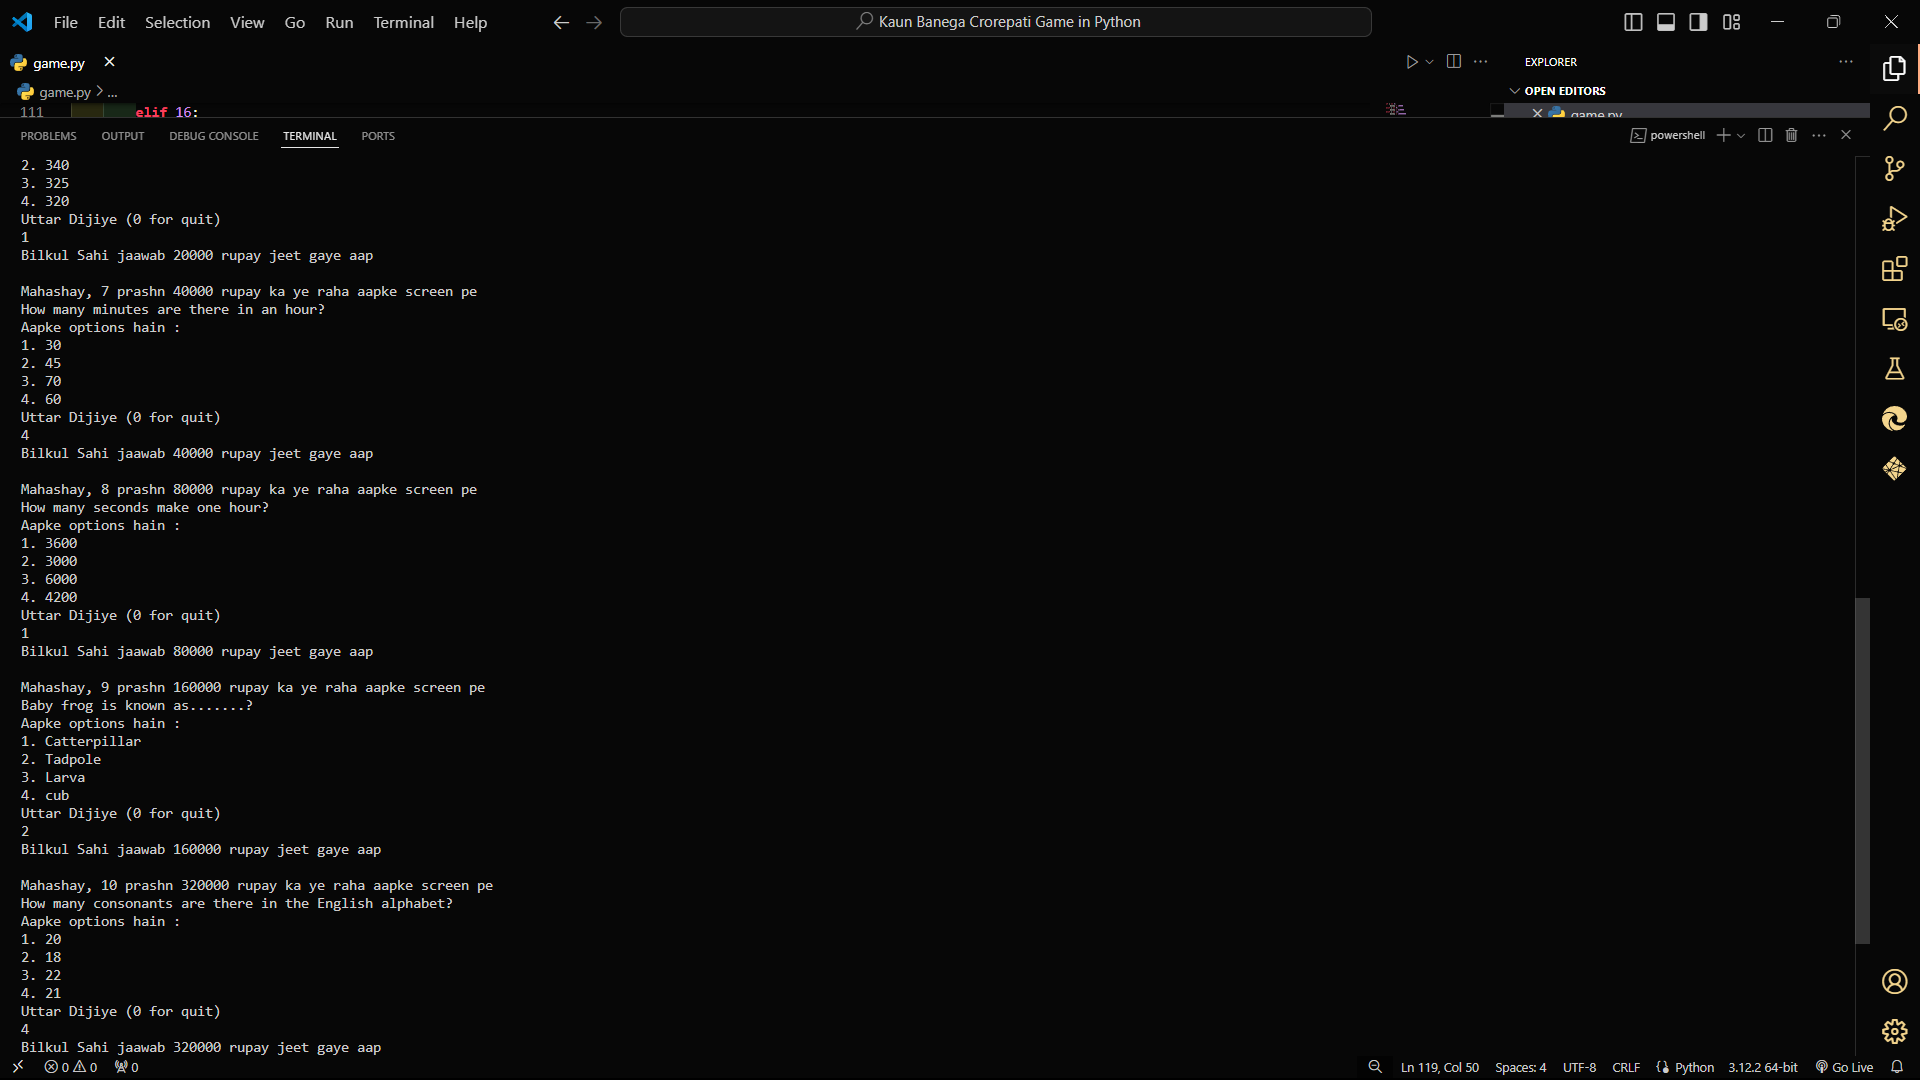 File Edit Selection View Go Run Terminal Help
Kaun Banega Crorepati Game in Python
game.py
game.py > ...
111 elif 16:
EXPLORER
OPEN EDITORS
game.py
PROBLEMS OUTPUT DEBUG CONSOLE TERMINAL PORTS
powershell
2. 340
3. 325
4. 320
Uttar Dijiye (0 for quit)
1
Bilkul Sahi jaawab 20000 rupay jeet gaye aap
Mahashay, 7 prashn 40000 rupay ka ye raha aapke screen pe
How many minutes are there in an hour?
Aapke options hain :
1. 30
2. 45
3. 70
4. 60
Uttar Dijiye (0 for quit)
4
Bilkul Sahi jaawab 40000 rupay jeet gaye aap
Mahashay, 8 prashn 80000 rupay ka ye raha aapke screen pe
How many seconds make one hour?
Aapke options hain :
1. 3600
2. 3000
3. 6000
4. 4200
Uttar Dijiye (0 for quit)
1
Bilkul Sahi jaawab 80000 rupay jeet gaye aap
Mahashay, 9 prashn 160000 rupay ka ye raha aapke screen pe
Baby frog is known as.......?
Aapke options hain :
1. Catterpillar
2. Tadpole
3. Larva
4. cub
Uttar Dijiye (0 for quit)
2
Bilkul Sahi jaawab 160000 rupay jeet gaye aap
Mahashay, 10 prashn 320000 rupay ka ye raha aapke screen pe
How many consonants are there in the English alphabet?
Aapke options hain :
1. 20
2. 18
3. 22
4. 21
Uttar Dijiye (0 for quit)
4
Bilkul Sahi jaawab 320000 rupay jeet gaye aap
0 0 0 Ln 119, Col 50 Spaces: 4 UTF-8 CRLF Python 3.12.2 64-bit Go Live